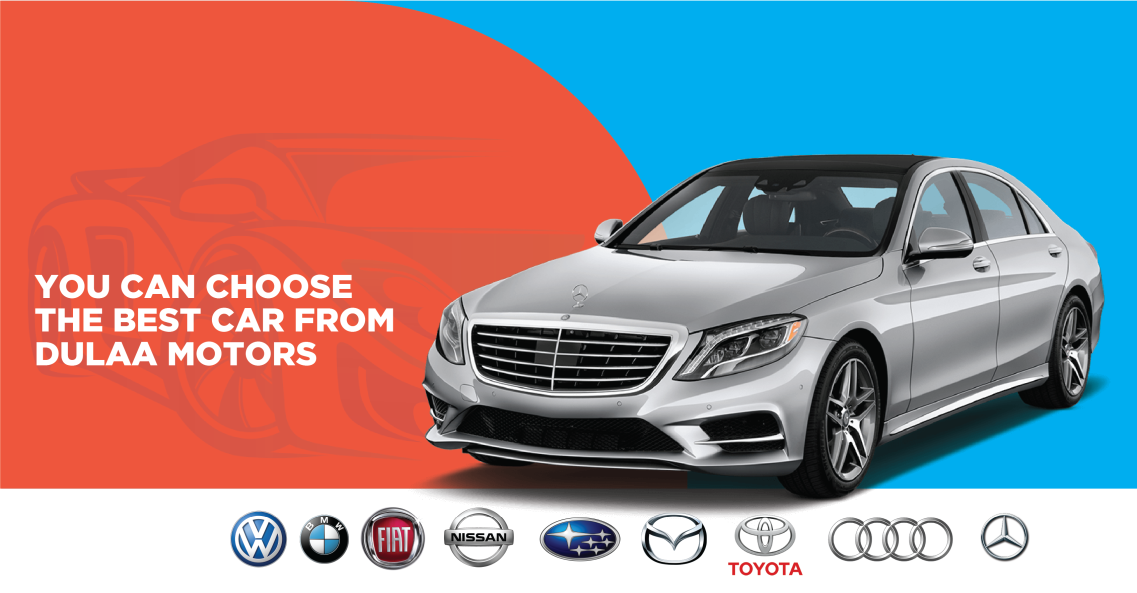 YOU CAN CHOOSE
THE BEST CAR FROM
DULAA MOTORS
BMW
FIAT
NISSAN
TOYOTA